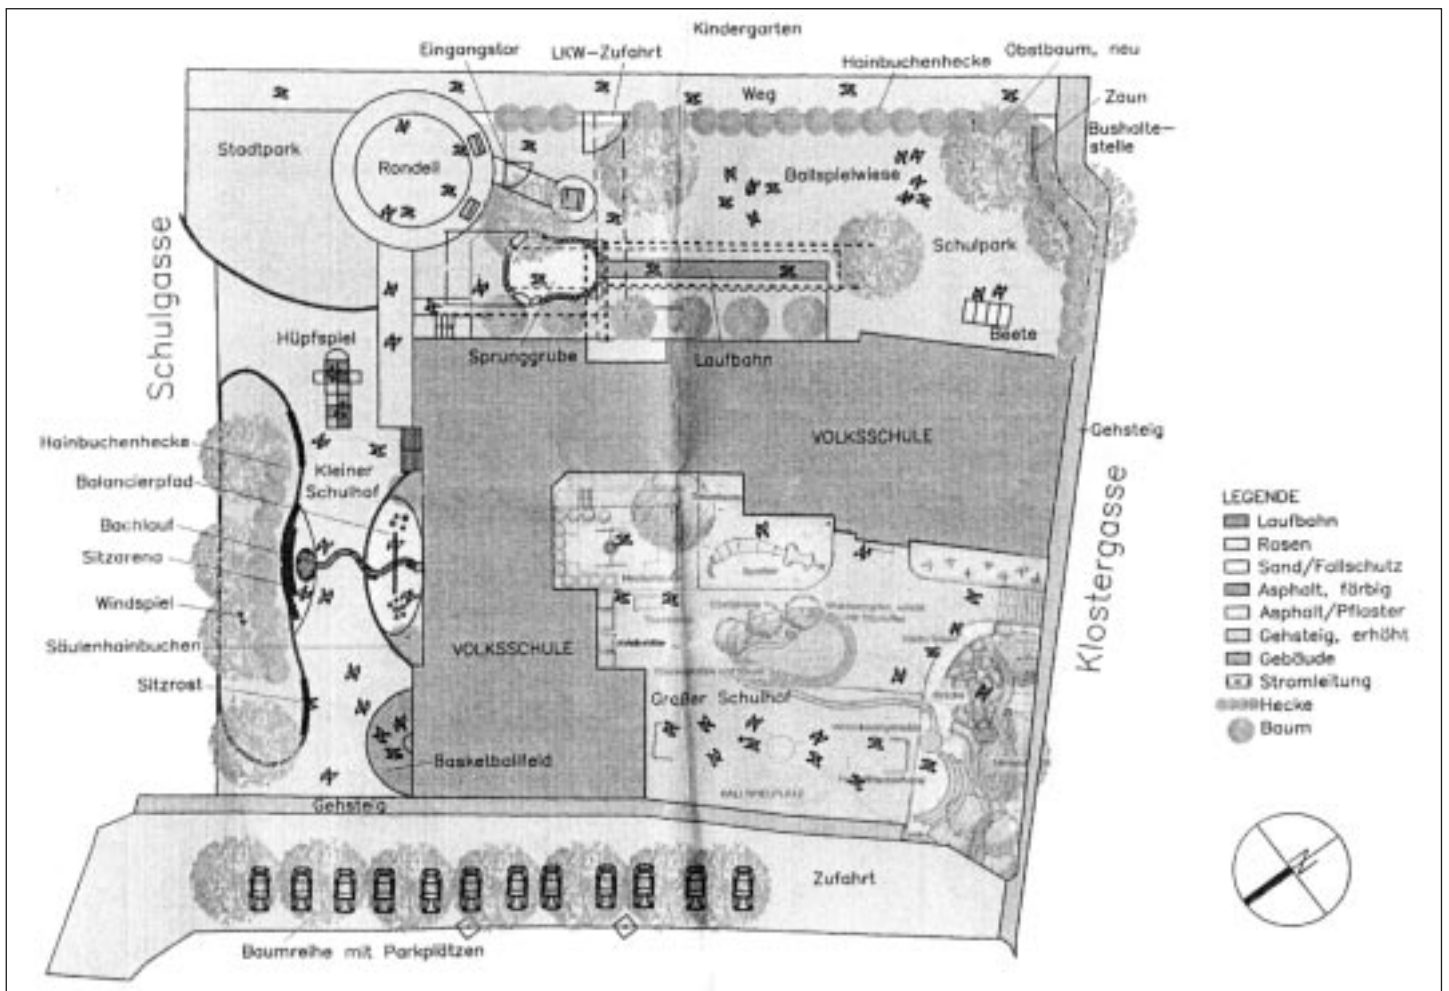 Kindergarten
Eingangstor
LKW-Zufahrt
Obstbaum, neu
Hainbuchenhecke
Weg
Zaun
Bushalte-
stelle
Stadtpark
Rondell
Ballspielwiese
Schulpark
Schulgasse
Hüpfspiel
Sprunggrube
Laufbahn
Beete
Hainbuchenhecke
Balancierpfad
Bachlauf
Sitzarena
Windspiel
Säulenhainbuchen
Sitzrost
Kleiner
Schulhof
VOLKSSCHULE
VOLKSSCHULE
Gehsteig
Klostergasse
Großer Schulhof
BALLSPIELPLATZ
Basketballfeld
Gehsteig
Zufahrt
Baumreihe mit Parkplätzen
LEGENDE
Laufbahn
Rasen
Sand/Fallschutz
Asphalt, färbig
Asphalt/Pflaster
Gehsteig, erhöht
Gebäude
Stromleitung
Hecke
Baum
N